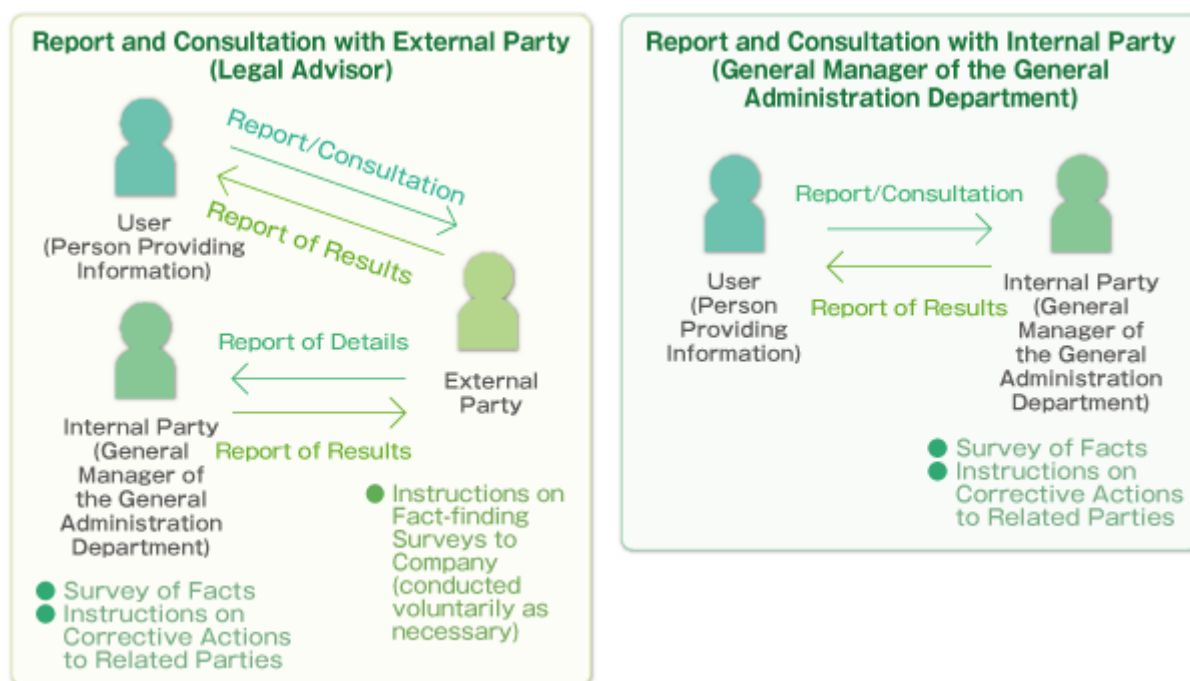 Report and Consultation with External Party
(Legal Advisor)
Report/Consultation
Report of Results
User
(Person Providing
Information)
Report of Details
Report of Results
External
Party
Internal Party
(General
Manager of
the General
Administration
Department)
Instructions on
Fact-finding
Surveys to
Company
(conducted
voluntarily as
necessary)
Survey of Facts
Instructions on
Corrective Actions
to Related Parties
Report and Consultation with Internal Party
(General Manager of the General
Administration Department)
Report/Consultation
Report of Results
User
(Person
Providing
Information)
Internal Party
(General
Manager of
the General
Administration
Department)
Survey of Facts
Instructions on
Corrective Actions
to Related Parties